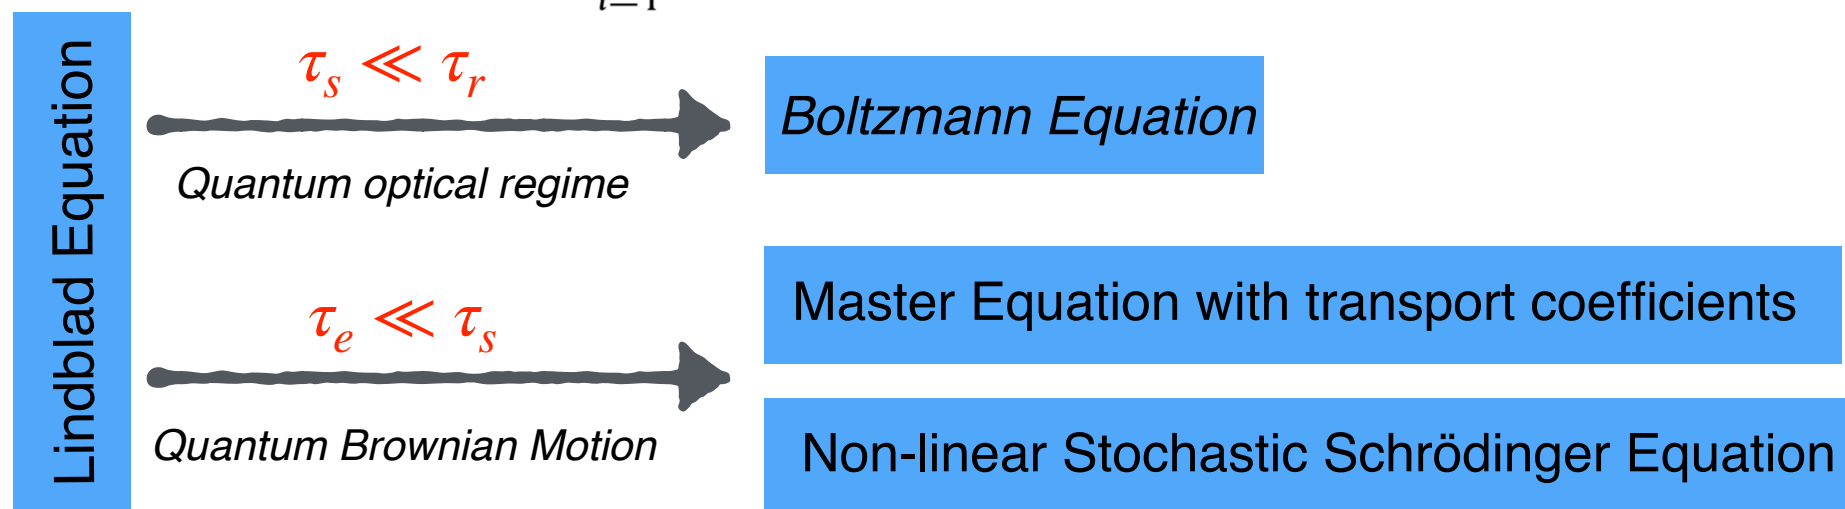 i=1
Lindblad Equation
τₛ ≪ τᵣ
Quantum optical regime
Boltzmann Equation
τₑ ≪ τₛ
Quantum Brownian Motion
Master Equation with transport coefficients
Non-linear Stochastic Schrödinger Equation